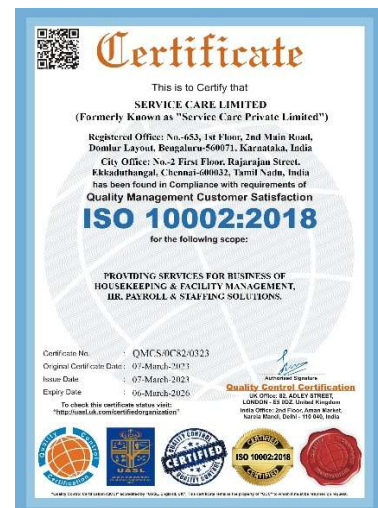 Certificate
This is to Certify that
SERVICE CARE LIMITED
(Formerly Known as "Service Care Private Limited")
Registered Office: No.-653, 1st Floor, 2nd Main Road,
Domlur Layout, Bengaluru-560071. Karnataka, India
City Office: No.-2 First Floor. Rajarajan Street.
Ekkaduthangal, Chennai-600032, Tamil Nadu, India
has been found in Compliance with requirements of
Quality Management Customer Satisfaction
ISO 10002:2018
for the following scope:
PROVIDING SERVICES FOR BUSINESS OF
HOUSEKEEPING & FACILITY MANAGEMENT,
HR, PAYROLL & STAFFING SOLUTIONS.
Certificate No. : QMCS/0C82/0323
Original Certificate Date : 07-March-2023
Issue Date : 07-March-2023
Expiry Date : 06-March-2026
To check this certificate status visit:
Authorised Signature
Quality Control Certification
UK Office: 82, ADLEY STREET,
LONDON - E5 0DZ. United Kingdom
India Office: 2nd Floor, Aman Market,
Narela Mandi, Delhi - 110 040, India
Quality Control
Certification
UASL
QUALITY CONTROL
CERTIFIED
CERTIFIED
ISO 10002:2018
CERTIFIED